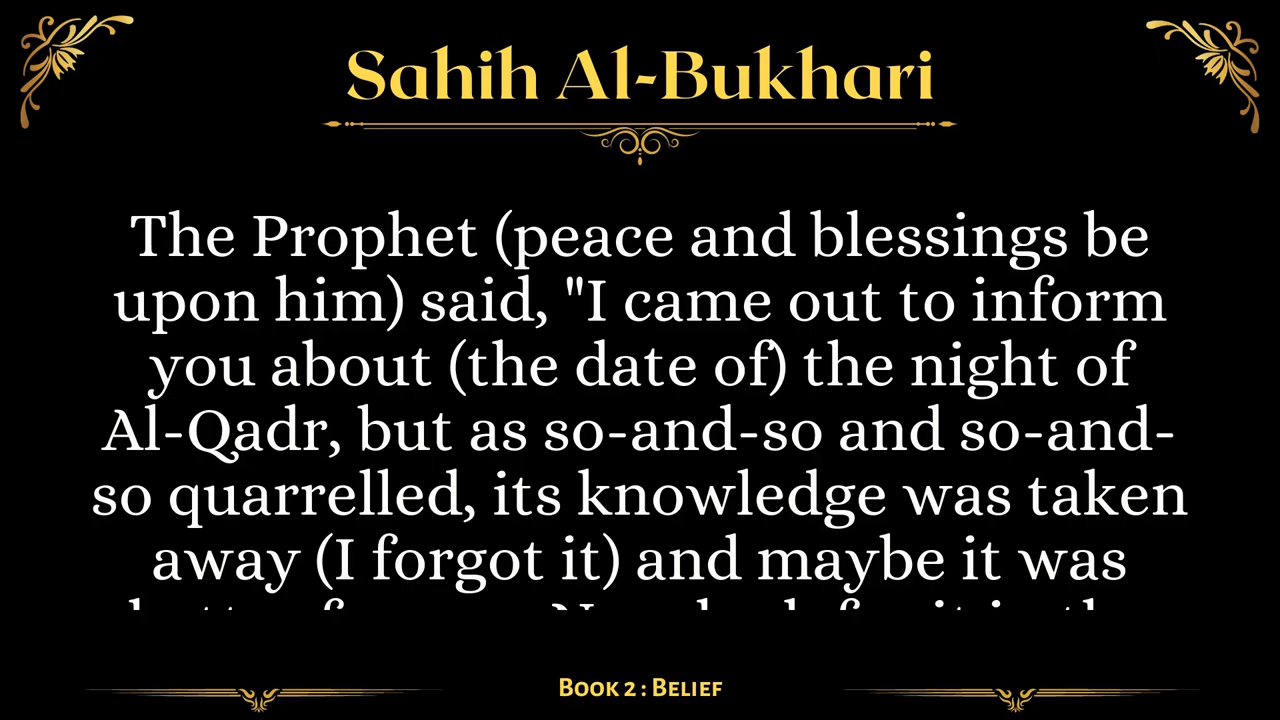 Sahih Al-Bukhari
The Prophet (peace and blessings be
upon him) said, "I came out to inform
you about (the date of) the night of
Al-Qadr, but as so-and-so and so-and-
so quarrelled, its knowledge was taken
away (I forgot it) and maybe it was
Book 2 : Belief